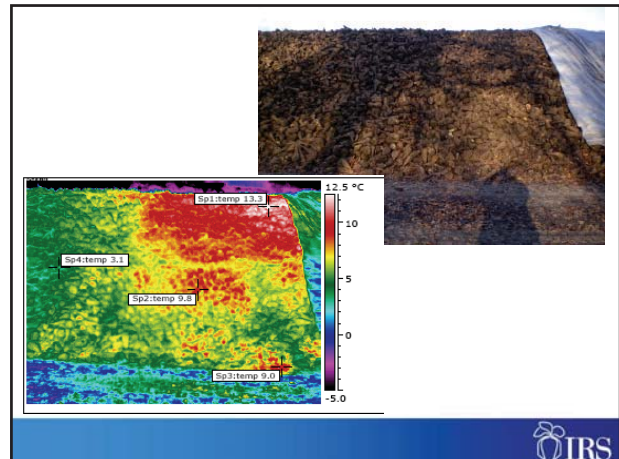 12.5 °C
Sp1:temp 13.3
10
Sp4:temp 3.1
5
Sp2:temp 9.8
0
Sp3:temp 9.0
-5.0
IRS